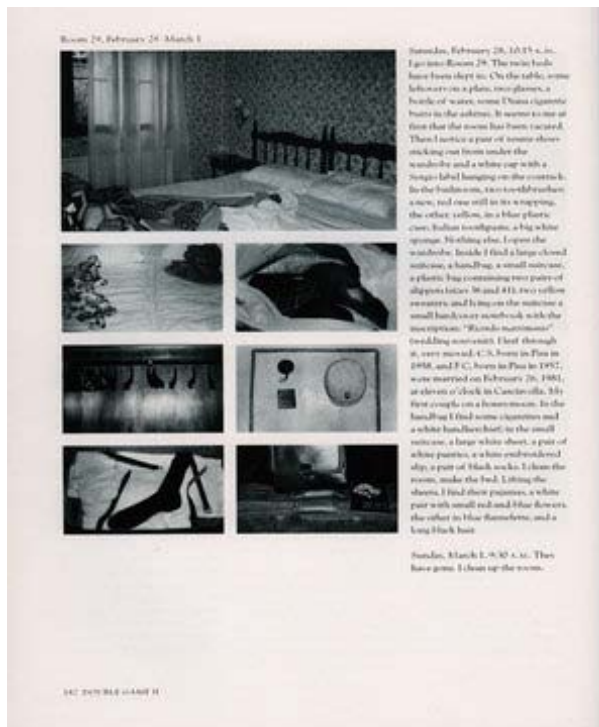 Room 29, February 28–March 1
Saturday, February 28, 10:15 a.m.
I go into Room 29. The twin beds
have been slept in. On the table, some
leftovers on a plate, two glasses, a
bottle of water, some Diana cigarette
butts in the ashtray. It seems to me at
first that the room has been vacated.
Then I notice a pair of women shoes
sticking out from under the
wardrobe and a white cap with a
Sergio label hanging on the
In the bathroom, two toothbrushes:
a new, red one still in its wrapping,
the other, yellow, in a blue plastic
case, Italian toothpaste, a big white
sponge. Nothing else. I open the
wardrobe. Inside I find a large closed
suitcase, a handbag, a small suitcase,
a plastic bag containing two pairs of
slippers (sizes 38 and 41), two yellow
sweaters, and lying on the suitcase a
small hardcover notebook with the
inscription: "Ricordo matrimonio"
(wedding souvenir). I leaf through
it, very moved. C.S. born in Pisa in
1958, and F.C. born in Pisa in 1957,
were married on February 26, 1981,
at eleven o'clock in My
first couple on a honeymoon. In the
handbag I find some cigarettes and
a white handkerchief; in the small
suitcase, a large white sheet, a pair of
white panties, a white embroidered
slip, a pair of black socks. I clean the
room, make the bed. Lifting the
sheets, I find their pajamas, a white
pair with small red and blue flowers,
the other in blue flannelette, and a
long black hair.
Sunday, March 1, 9:30 a.m. They
have gone. I clean up the room.
DOUBLE GAME II